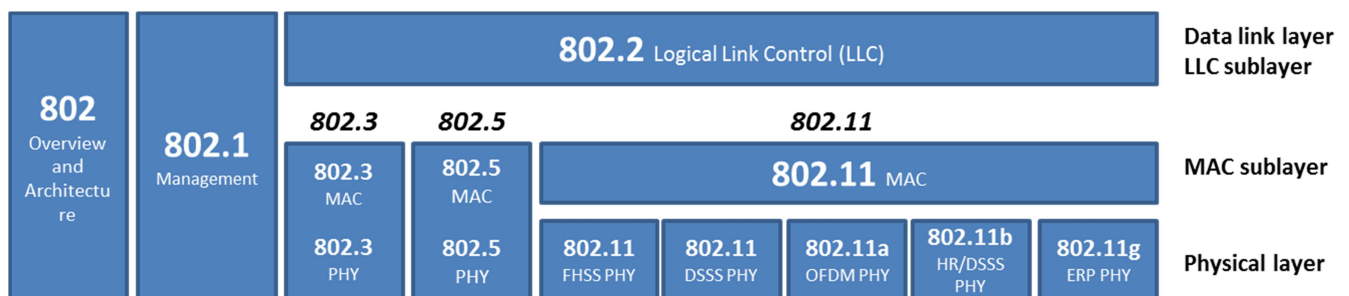 802
Overview
and
Architectu
re
802.1
Management
802.2 Logical Link Control (LLC)
Data link layer
LLC sublayer
802.3
802.5
802.11
802.3
MAC
802.5
MAC
802.11 MAC
MAC sublayer
802.3
PHY
802.5
PHY
802.11
FHSS PHY
802.11
DSSS PHY
802.11a
OFDM PHY
802.11b
HR/DSSS
PHY
802.11g
ERP PHY
Physical layer